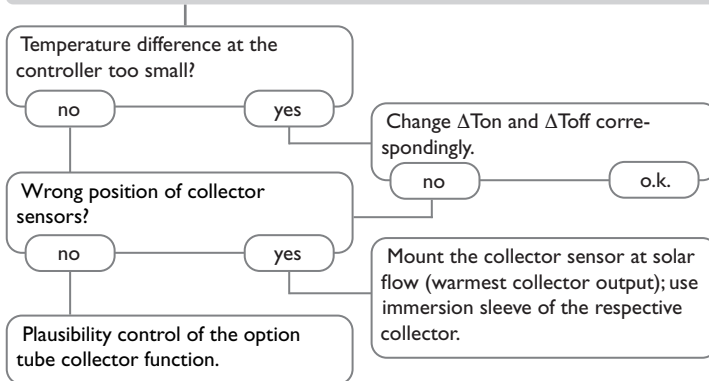 Temperature difference at the
controller too small?
no
yes
Change ΔTon and ΔToff corre-
spondingly.
no
o.k.
Wrong position of collector
sensors?
no
yes
Mount the collector sensor at solar
flow (warmest collector output); use
immersion sleeve of the respective
collector.
Plausibility control of the option
tube collector function.